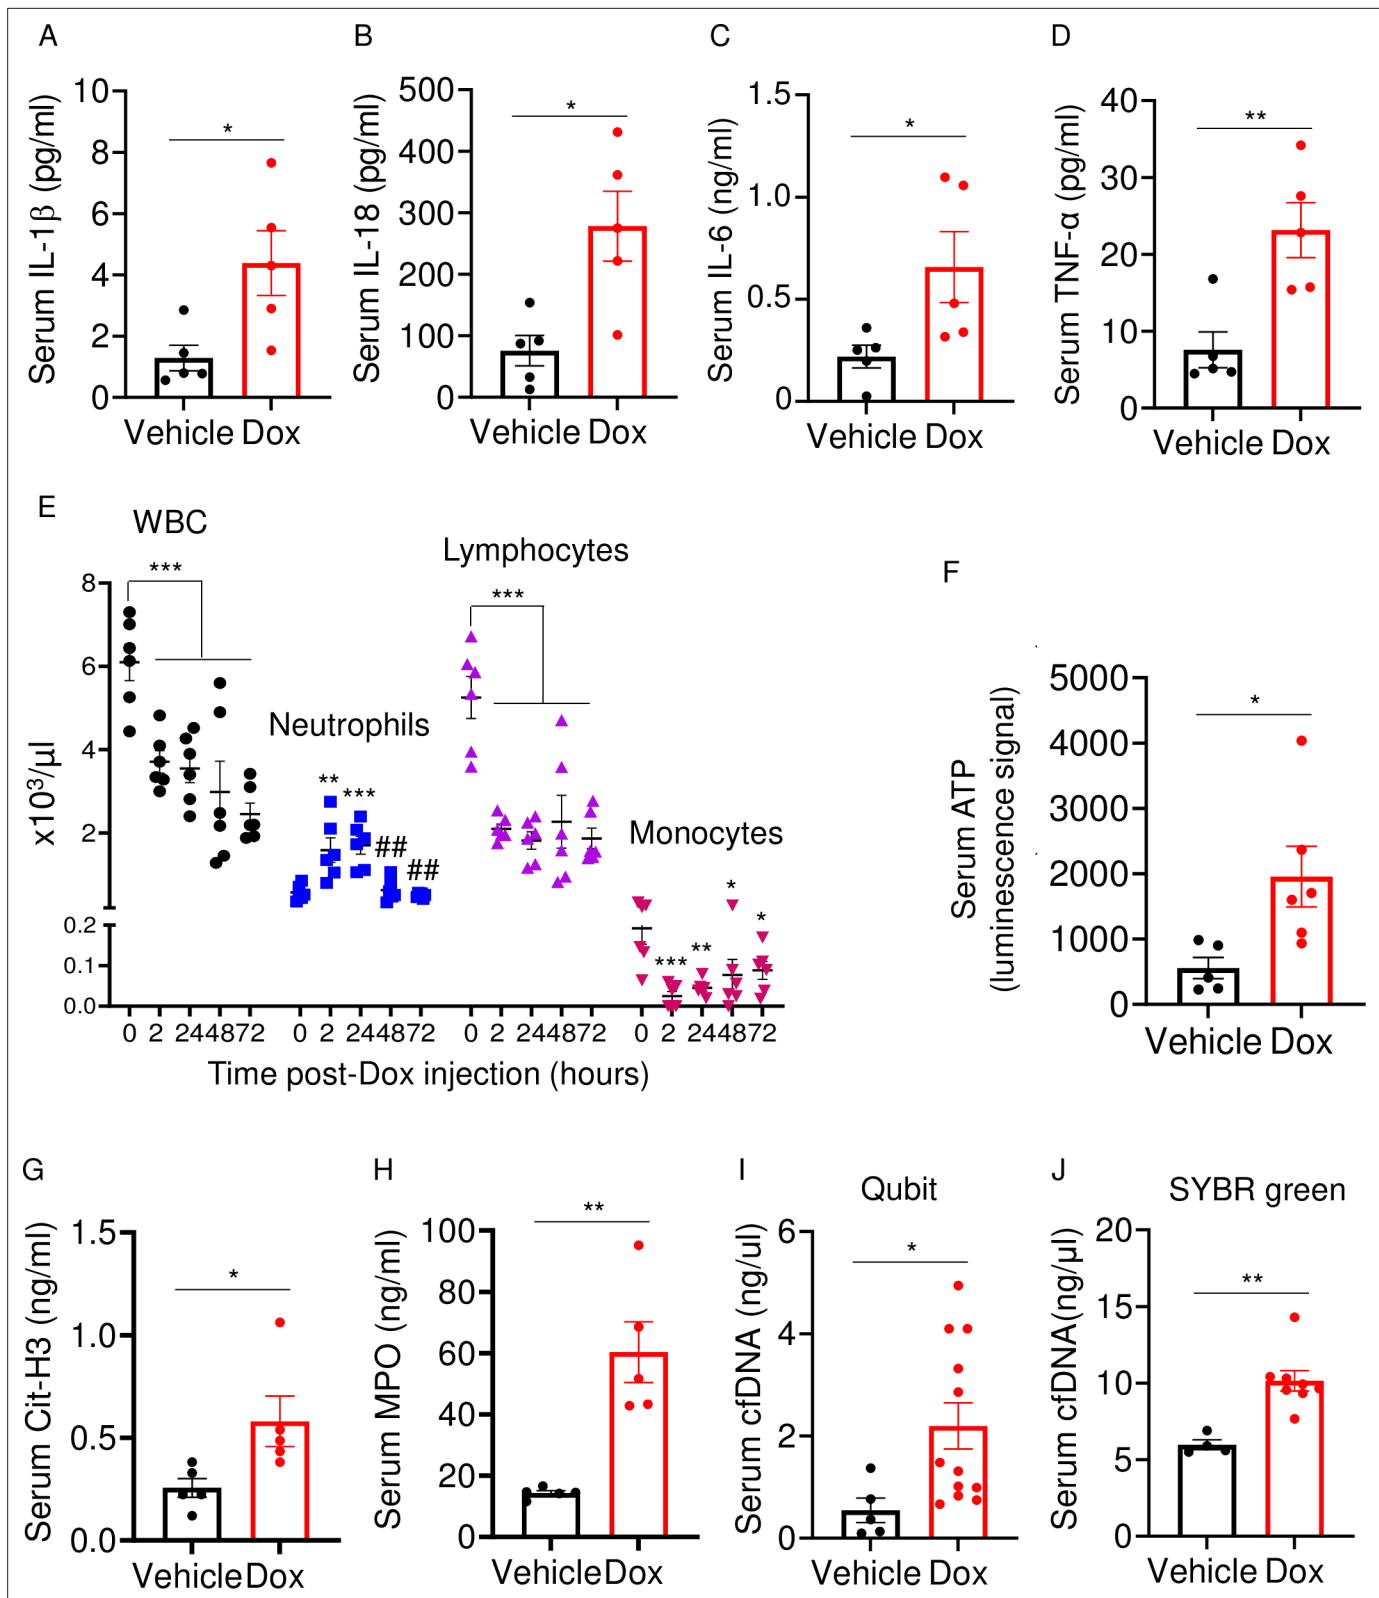 A
B
C
D
Serum IL-1β (pg/ml)
10
8
6
4
2
0
*
Vehicle Dox
Serum IL-18 (pg/ml)
500
400
300
200
100
0
*
Vehicle Dox
Serum IL-6 (ng/ml)
1.5
1.0
0.5
0
*
Vehicle Dox
Serum TNF-α (pg/ml)
40
30
20
10
0
**
Vehicle Dox
E
WBC
***
Neutrophils
**
***
##
##
Lymphocytes
***
Monocytes
***
**
*
*
x10³/µl
8
6
4
2
0.2
0.1
0.0
0 2 244872 0 2 244872 0 2 244872 0 2 244872
Time post-Dox injection (hours)
F
Serum ATP
(luminescence signal)
5000
4000
3000
2000
1000
0
*
Vehicle Dox
G
Serum Cit-H3 (ng/ml)
1.5
1.0
0.5
0.0
*
Vehicle Dox
H
Serum MPO (ng/ml)
100
80
60
40
20
0
**
Vehicle Dox
I
Qubit
Serum cfDNA (ng/ul)
6
4
2
0
*
Vehicle Dox
J
SYBR green
Serum cfDNA(ng/µl)
20
15
10
5
0
**
Vehicle Dox